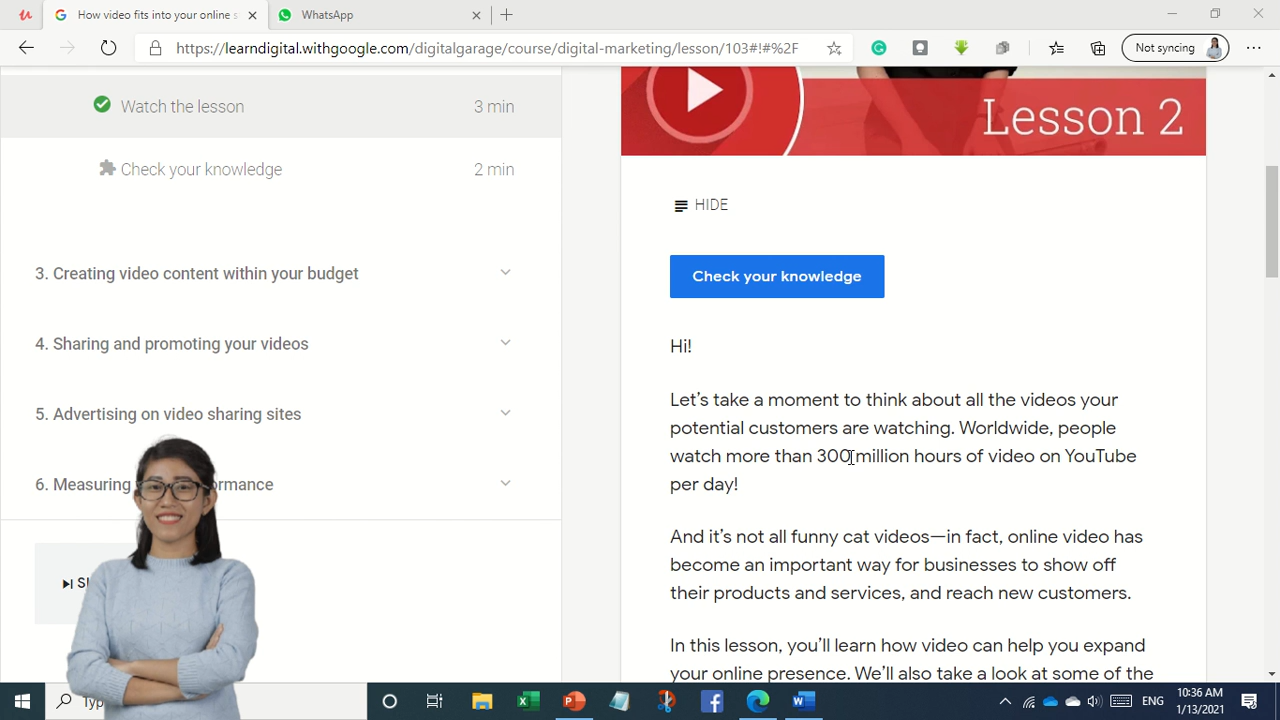 How video fits into your online s
WhatsApp
https://learndigital.withgoogle.com/digitalgarage/course/digital-marketing/lesson/103#!#%2F
Not syncing
Watch the lesson 3 min
Check your knowledge 2 min
3. Creating video content within your budget
4. Sharing and promoting your videos
5. Advertising on video sharing sites
6. Measuring
Lesson 2
HIDE
Check your knowledge
Hi!
Let’s take a moment to think about all the videos your
potential customers are watching. Worldwide, people
watch more than 300 million hours of video on YouTube
per day!
And it’s not all funny cat videos—in fact, online video has
become an important way for businesses to show off
their products and services, and reach new customers.
In this lesson, you’ll learn how video can help you expand
your online presence. We’ll also take a look at some of the
ENG
10:36 AM
1/13/2021